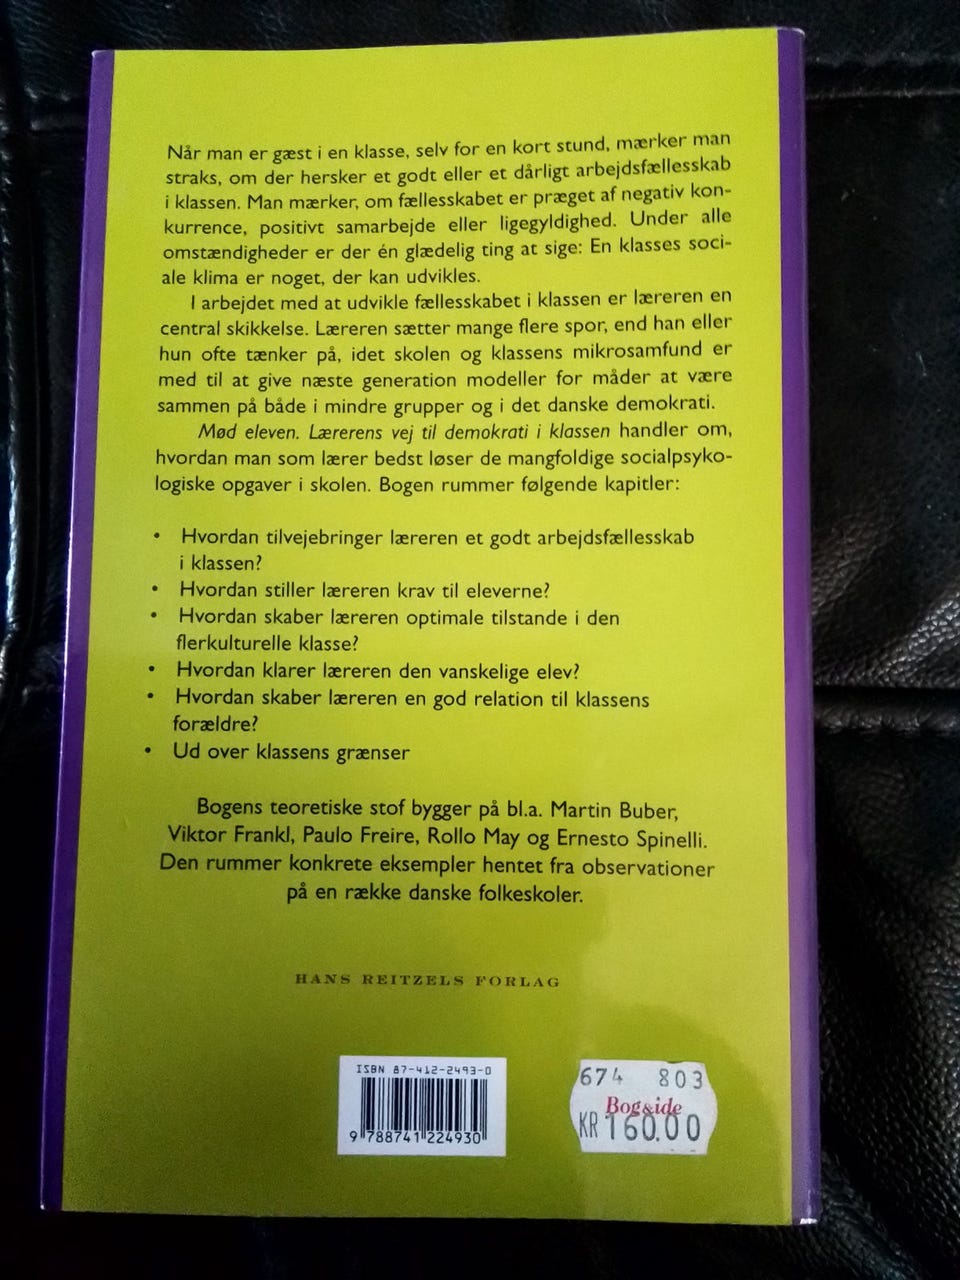 Når man er gæst i en klasse, selv for en kort stund, mærker man
straks, om der hersker et godt eller et dårligt arbejdsfællesskab
i klassen. Man mærker, om fællesskabet er præget af negativ kon-
kurrence, positivt samarbejde eller ligegyldighed. Under alle
omstændigheder er der én glædelig ting at sige: En klasses soci-
ale klima er noget, der kan udvikles.
I arbejdet med at udvikle fællesskabet i klassen er læreren en
central skikkelse. Læreren sætter mange flere spor, end han eller
hun ofte tænker på, idet skolen og klassens mikrosamfund er
med til at give næste generation modeller for måder at være
sammen på både i mindre grupper og i det danske demokrati.
Mød eleven. Lærerens vej til demokrati i klassen handler om,
hvordan man som lærer bedst løser de mangfoldige socialpsyko-
logiske opgaver i skolen. Bogen rummer følgende kapitler:
• Hvordan tilvejebringer læreren et godt arbejdsfællesskab
i klassen?
• Hvordan stiller læreren krav til eleverne?
• Hvordan skaber læreren optimale tilstande i den
flerkulturelle klasse?
• Hvordan klarer læreren den vanskelige elev?
• Hvordan skaber læreren en god relation til klassens
forældre?
• Ud over klassens grænser
Bogens teoretiske stof bygger på bl.a. Martin Buber,
Viktor Frankl, Paulo Freire, Rollo May og Ernesto Spinelli.
Den rummer konkrete eksempler hentet fra observationer
på en række danske folkeskoler.
HANS REITZELS FORLAG
ISBN 87-412-2493-0
9 788741 224930
674 803
Bog&ide
KR 160.00